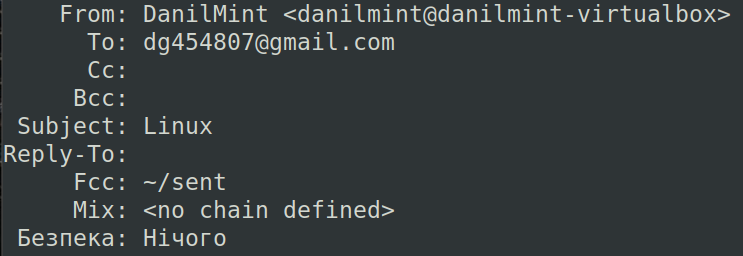 From: DanilMint <danilmint@danilmint-virtualbox>
To: dg454807@gmail.com
Cc:
Bcc:
Subject: Linux
Reply-To:
Fcc: ~/sent
Mix: <no chain defined>
Безпека: Нічого